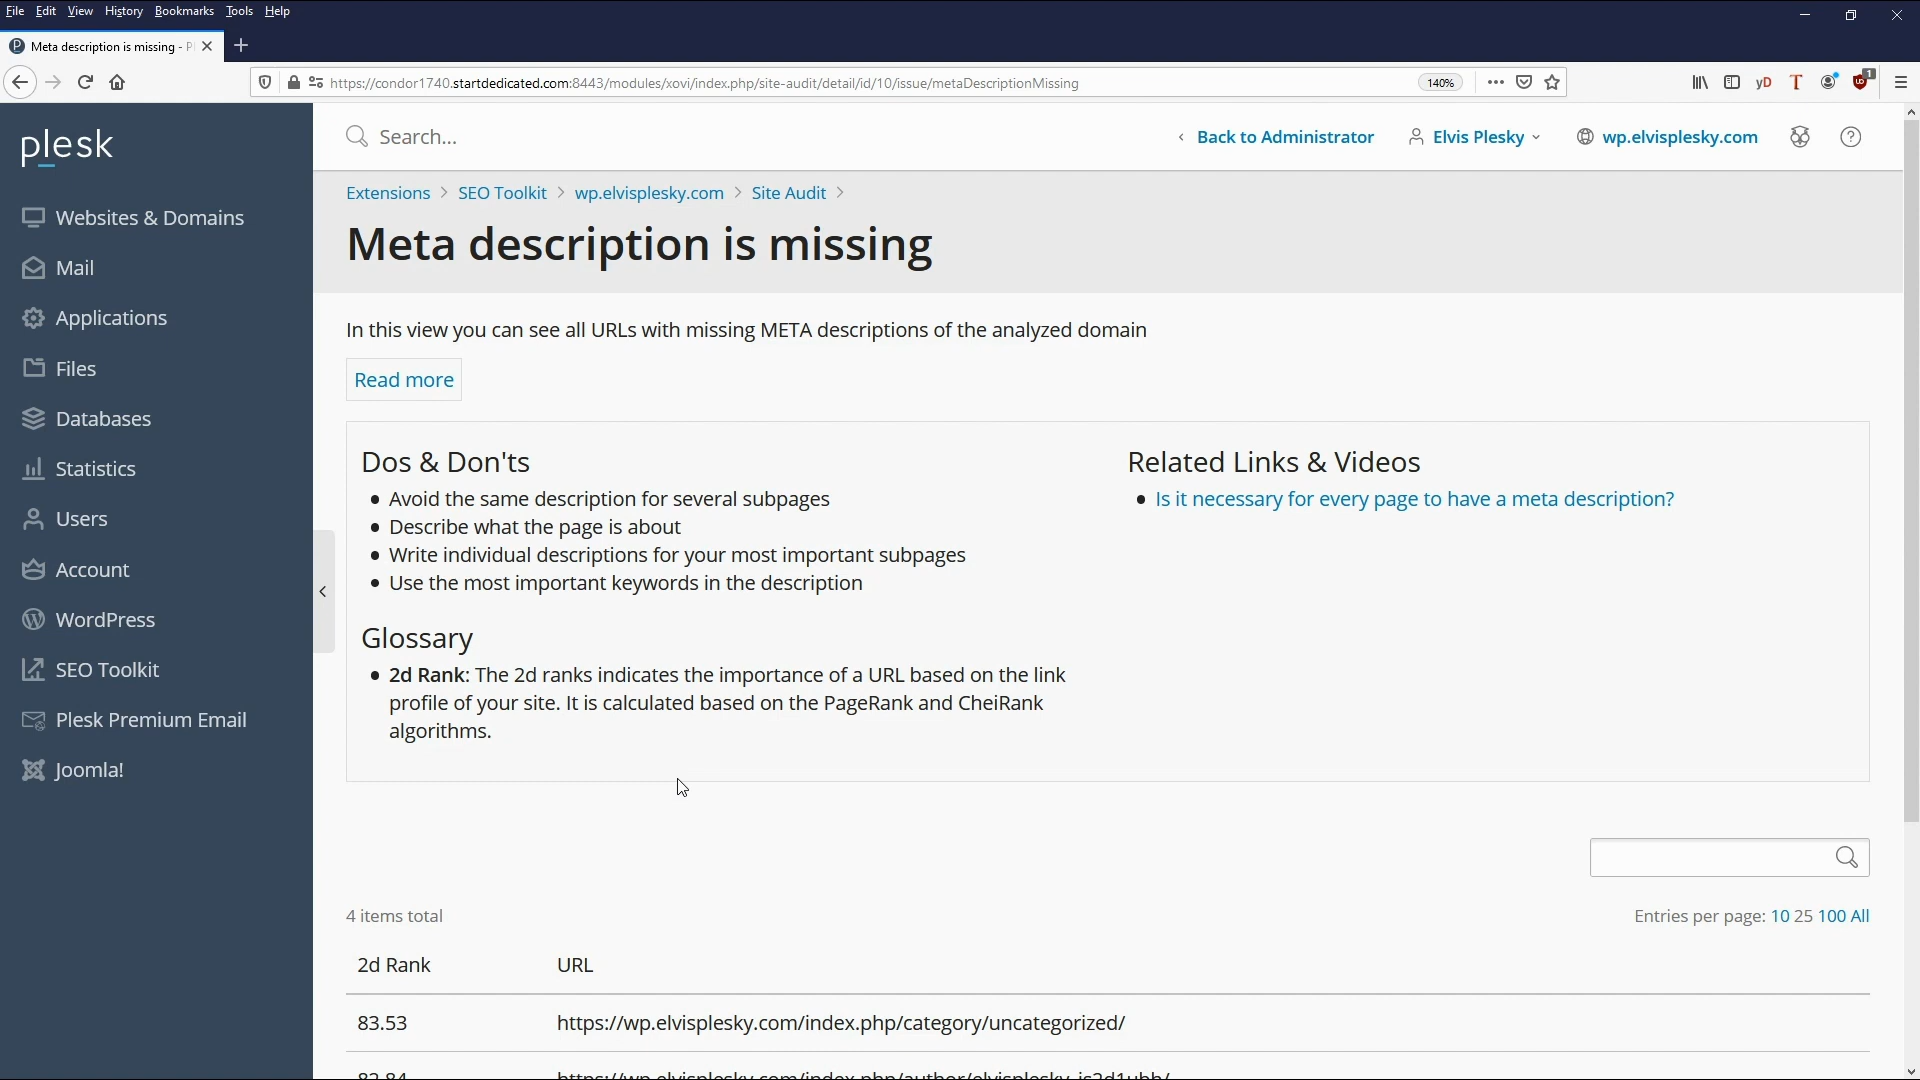 File Edit View History Bookmarks Tools Help
Meta description is missing - P
https://condor1740.startdedicated.com:8443/modules/xovi/index.php/site-audit/detail/id/10/issue/metaDescriptionMissing 140% yD T 1
plesk
Search...
Back to Administrator Elvis Plesky wp.elvisplesky.com
Extensions > SEO Toolkit > wp.elvisplesky.com > Site Audit >
Websites & Domains
Meta description is missing
Mail
Applications
In this view you can see all URLs with missing META descriptions of the analyzed domain
Files
Read more
Databases
Dos & Don'ts
Related Links & Videos
Statistics
• Avoid the same description for several subpages
• Is it necessary for every page to have a meta description?
Users
• Describe what the page is about
• Write individual descriptions for your most important subpages
Account
• Use the most important keywords in the description
WordPress
Glossary
SEO Toolkit
• 2d Rank: The 2d ranks indicates the importance of a URL based on the link
profile of your site. It is calculated based on the PageRank and CheiRank
algorithms.
Plesk Premium Email
Joomla!
4 items total
Entries per page: 10 25 100 All
2d Rank URL
83.53 https://wp.elvisplesky.com/index.php/category/uncategorized/